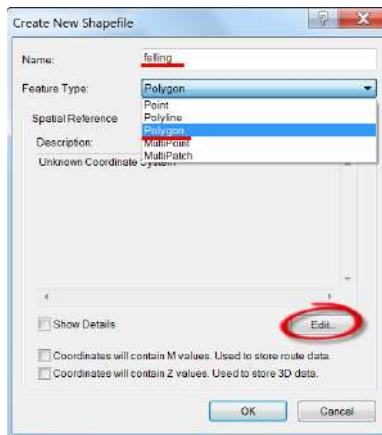 Create New Shapefile
Name: felling
Feature Type: Polygon
Point
Polyline
Spatial Reference
Polygon
Description: MultiPoint
MultiPatch
Unknown Coordinate System
Show Details
Edit...
Coordinates will contain M values. Used to store route data.
Coordinates will contain Z values. Used to store 3D data.
OK Cancel